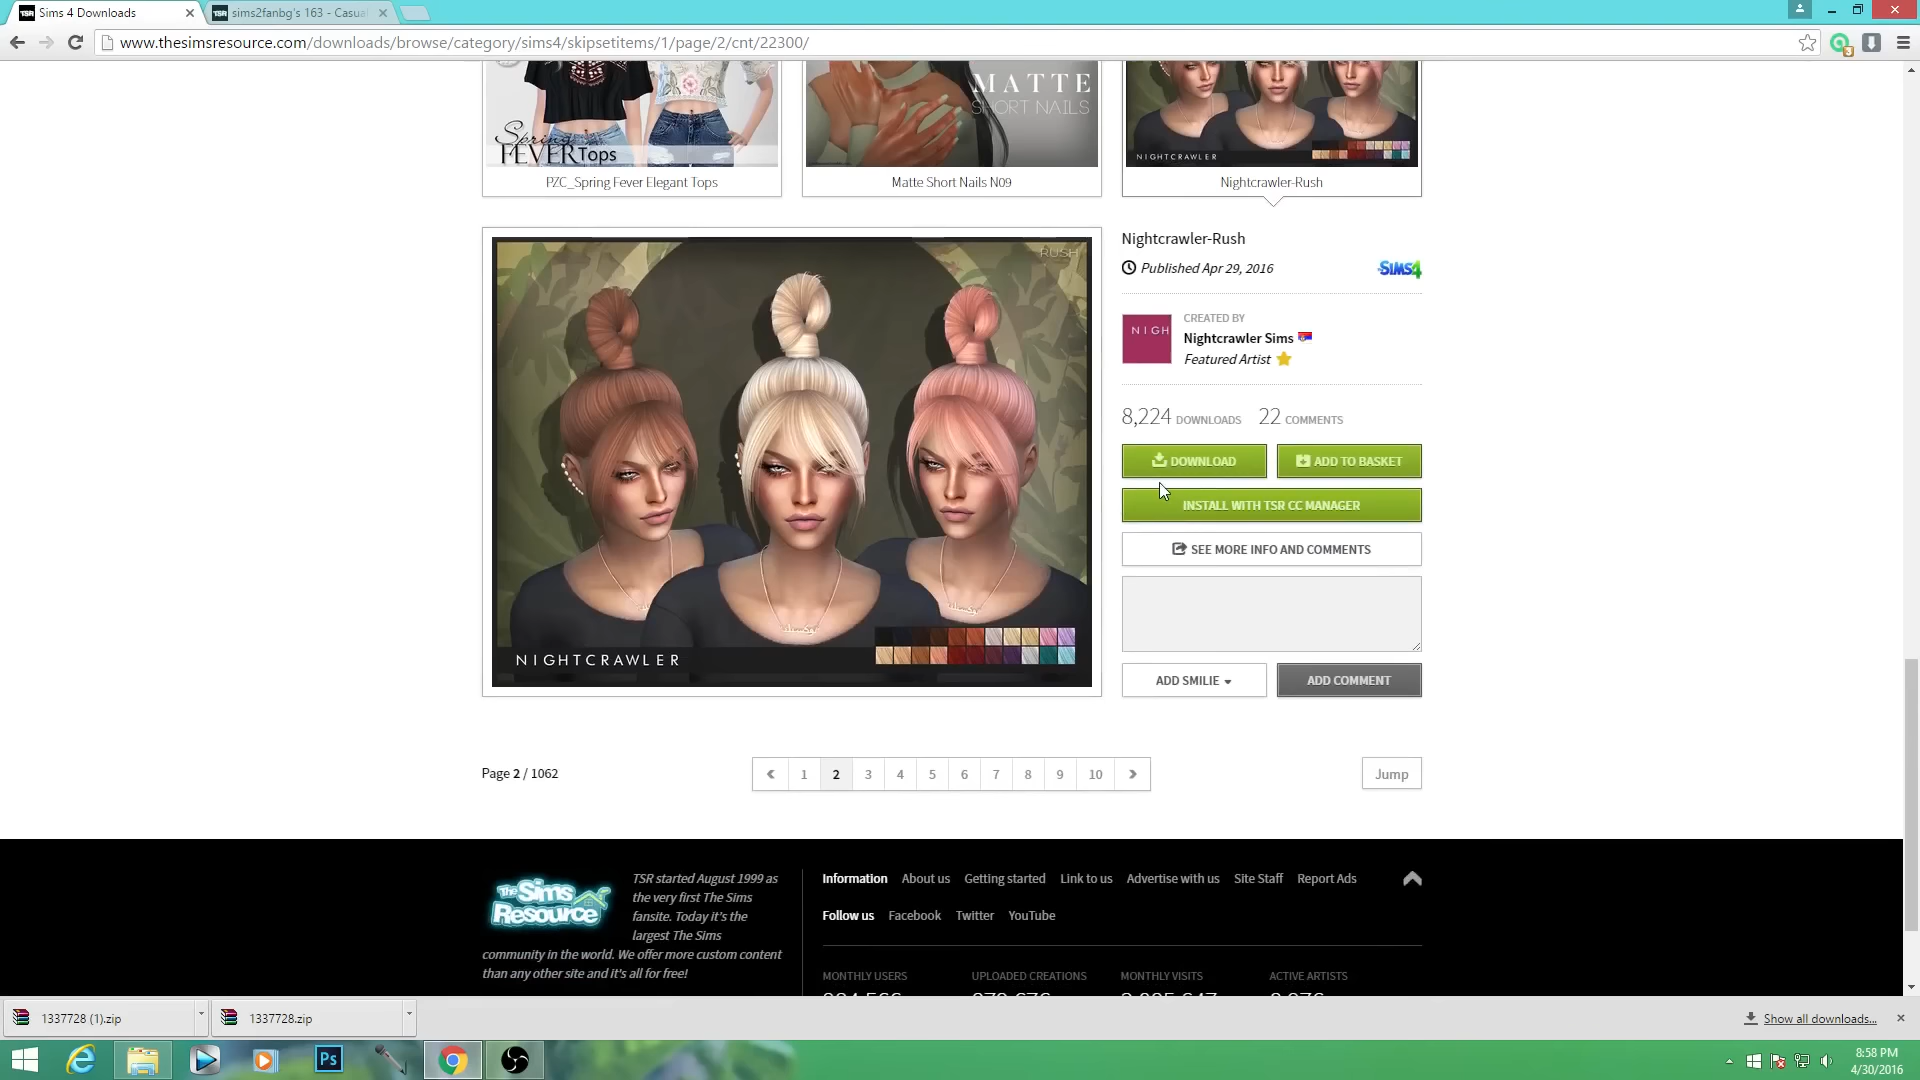 Sims 4 Downloads
sims2fanbg's 163 - Casua
www.thesimsresource.com/downloads/browse/category/sims4/skipsetitems/1/page/2/cnt/22300/
Spring
FEVER Tops
MATTE
SHORT NAILS
NIGHTCRAWLER
PZC_Spring Fever Elegant Tops
Matte Short Nails N09
Nightcrawler-Rush
RUSH
NIGHTCRAWLER
Nightcrawler-Rush
Published Apr 29, 2016
SIMS4
NIGH
CREATED BY
Nightcrawler Sims
Featured Artist
8,224 DOWNLOADS 22 COMMENTS
DOWNLOAD
ADD TO BASKET
INSTALL WITH TSR CC MANAGER
SEE MORE INFO AND COMMENTS
ADD SMILIE
ADD COMMENT
Page 2 / 1062
1 2 3 4 5 6 7 8 9 10
Jump
The Sims Resource
TSR started August 1999 as
the very first The Sims
fansite. Today it's the
largest The Sims
community in the world. We offer more custom content
than any other site and it's all for free!
Information About us Getting started Link to us Advertise with us Site Staff Report Ads
Follow us Facebook Twitter YouTube
MONTHLY USERS UPLOADED CREATIONS MONTHLY VISITS ACTIVE ARTISTS
1337728 (1).zip
1337728.zip
Show all downloads...
Ps
8:58 PM
4/30/2016